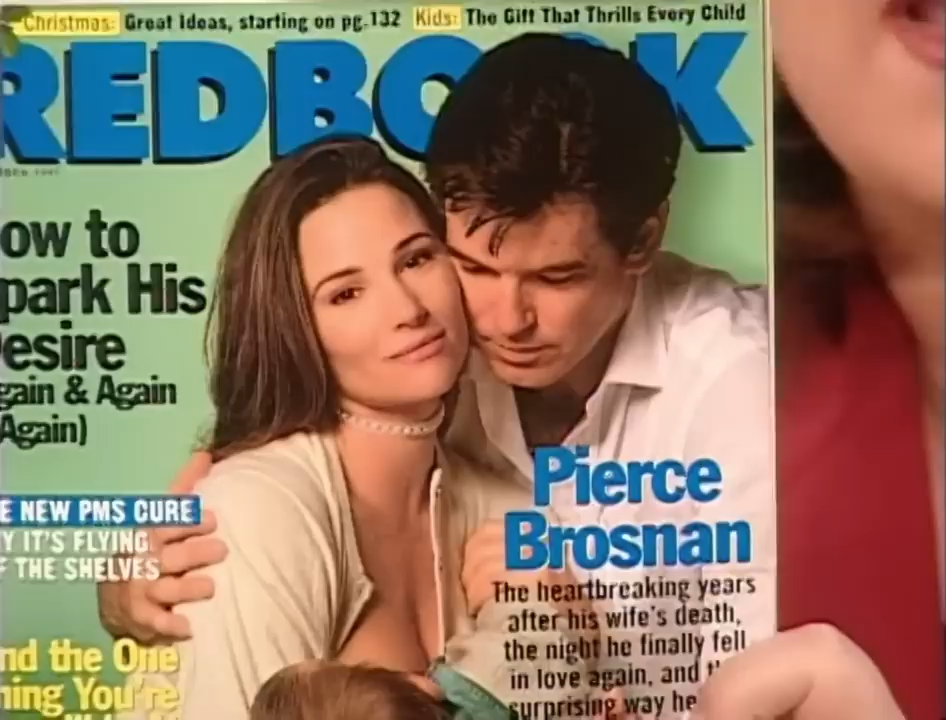 Christmas: Great Ideas, starting on pg.132 Kids: The Gift That Thrills Every Child
REDBO K
ow to
park His
esire
gain & Again
Again)
E NEW PMS CURE
Y IT'S FLYING
F THE SHELVES
nd the One
ing You're
Pierce
Brosnan
The heartbreaking years
after his wife's death,
the night he finally fell
in love again, and
surprising way he